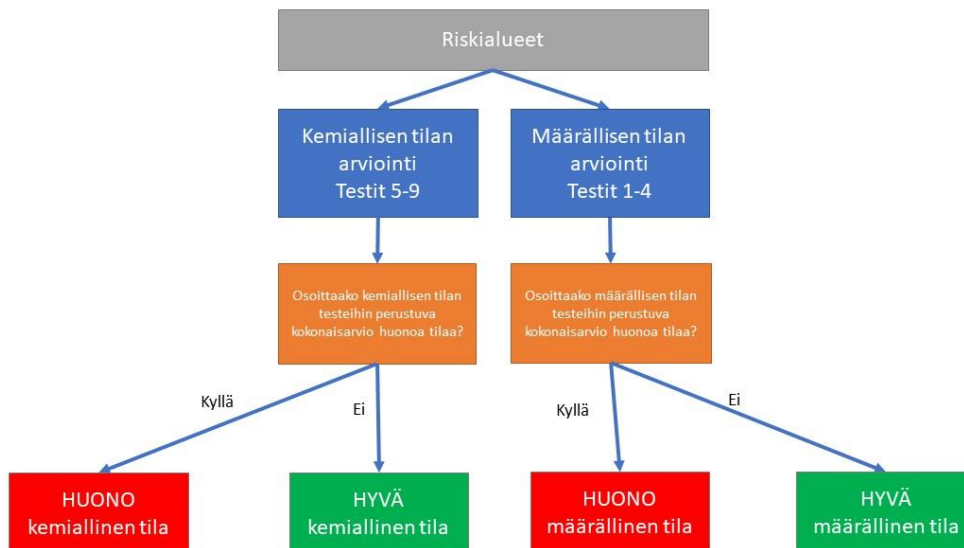 Riskialueet
Kemiallisen tilan
arviointi
Testit 5-9
Määrällisen tilan
arviointi
Testit 1-4
Osoittaako kemiallisen tilan
testeihin perustuva
kokonaisarvio huonoa tilaa?
Osoittaako määrällisen tilan
testeihin perustuva
kokonaisarvio huonoa tilaa?
Kyllä
Ei
Kyllä
Ei
HUONO
kemiallinen tila
HYVÄ
kemiallinen tila
HUONO
määrällinen tila
HYVÄ
määrällinen tila